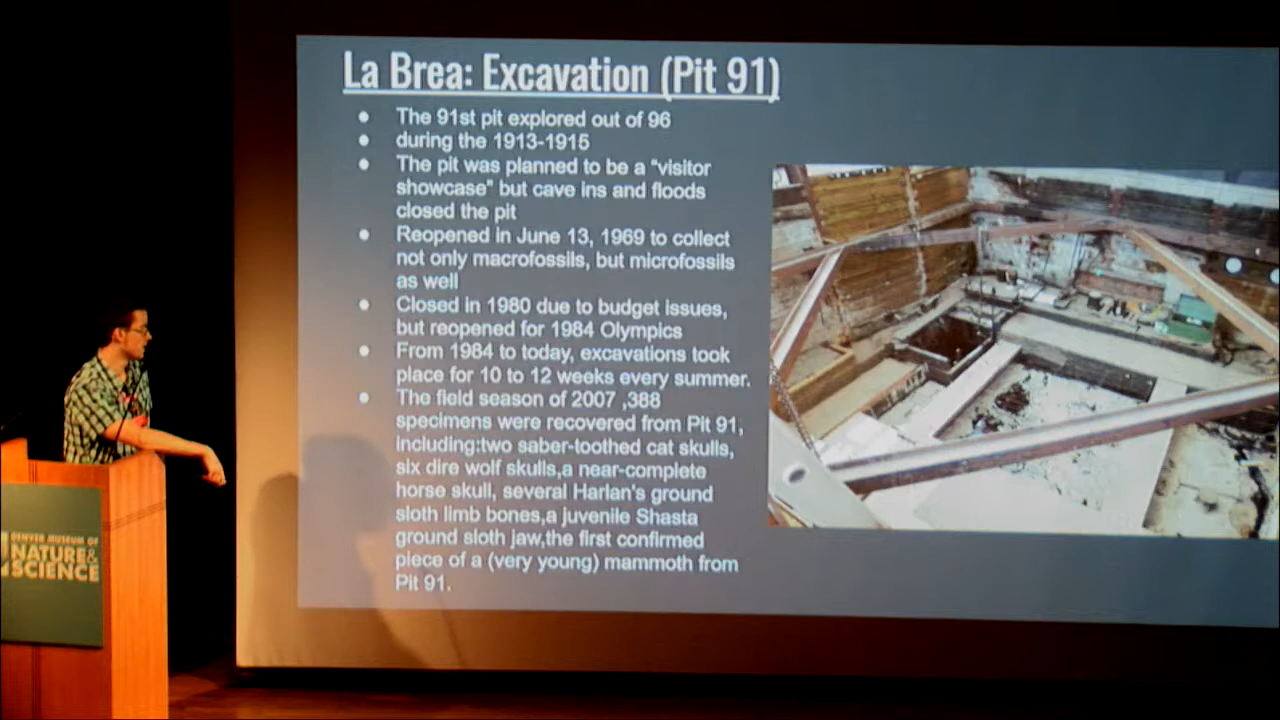 La Brea: Excavation (Pit 91)
● The 91st pit explored out of 96
● during the 1913-1915
● The pit was planned to be a "visitor
showcase" but cave ins and floods
closed the pit
● Reopened in June 13, 1969 to collect
not only macrofossils, but microfossils
as well
● Closed in 1980 due to budget issues,
but reopened for 1984 Olympics
● From 1984 to today, excavations took
place for 10 to 12 weeks every summer.
● The field season of 2007 ,388
specimens were recovered from Pit 91,
Including:two saber-toothed cat skulls,
six dire wolf skulls,a near-complete
horse skull, several Harlan's ground
sloth limb bones,a juvenile Shasta
ground sloth jaw,the first confirmed
piece of a (very young) mammoth from
Pit 91.
DENVER MUSEUM OF
NATURE&
SCIENCE